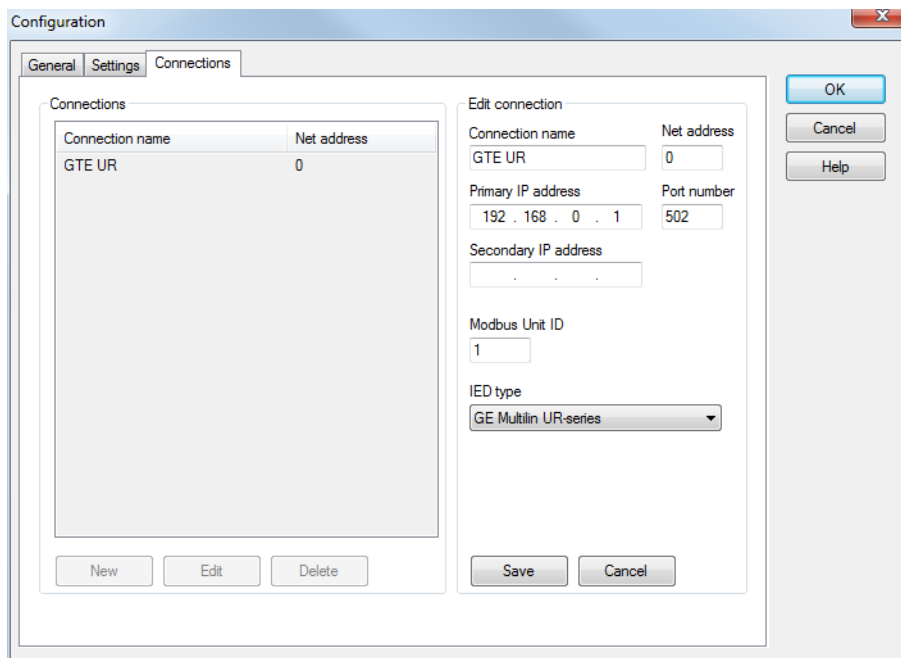 Configuration
X
General Settings Connections
Connections
Connection name Net address
GTE UR 0
New Edit Delete
Edit connection
Connection name Net address
GTE UR 0
Primary IP address Port number
192 . 168 . 0 . 1 502
Secondary IP address
. . .
Modbus Unit ID
1
IED type
GE Multilin UR-series
Save Cancel
OK
Cancel
Help